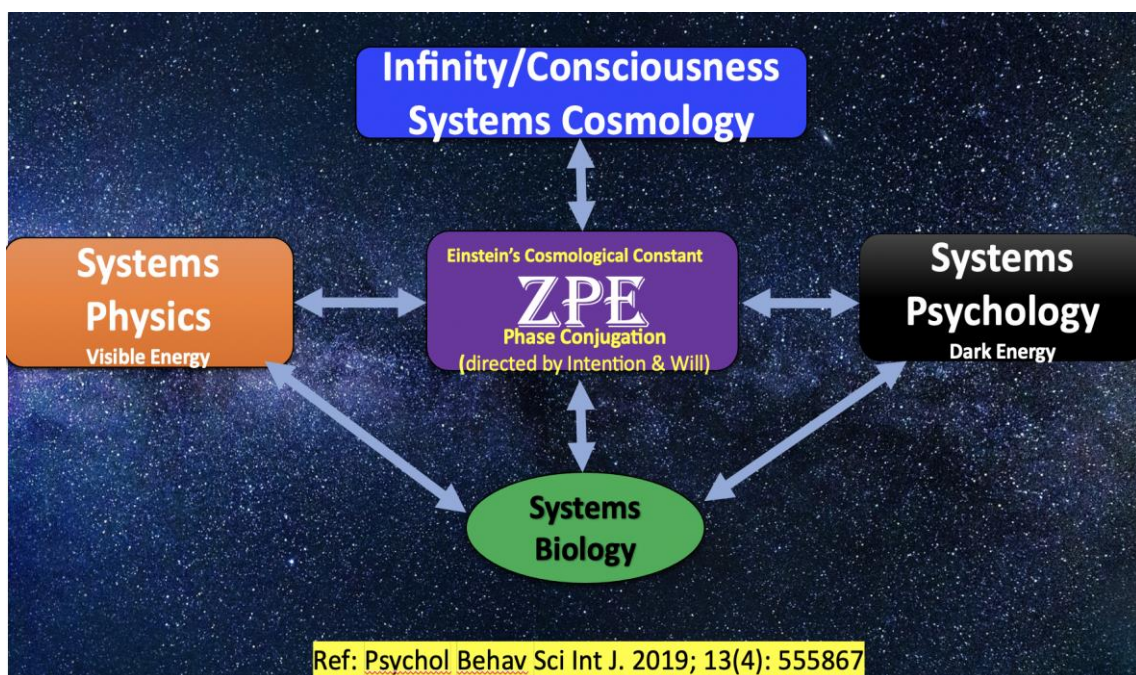 Infinity/Consciousness
Systems Cosmology
Systems
Physics
Visible Energy
Einstein's Cosmological Constant
ZPE
Phase Conjugation
(directed by Intention & Will)
Systems
Psychology
Dark Energy
Systems
Biology
Ref: Psychol Behav Sci Int J. 2019; 13(4): 555867